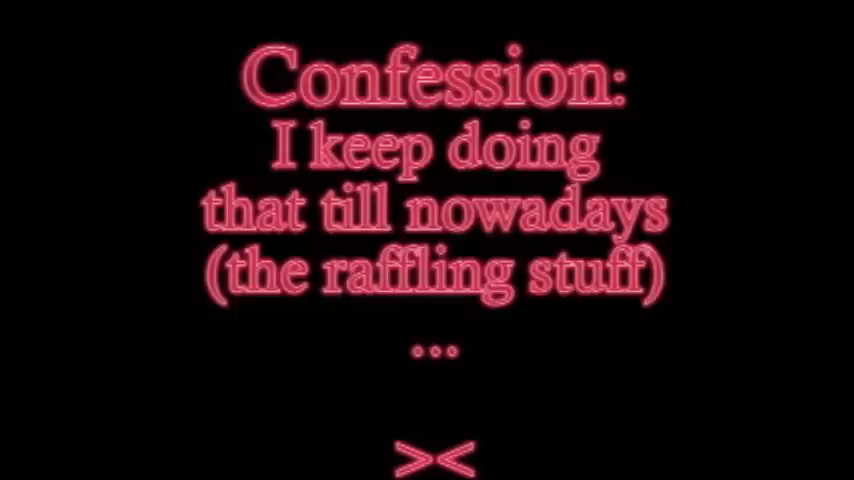 Confession:
I keep doing
that till nowadays
(the raffling stuff)
...
><